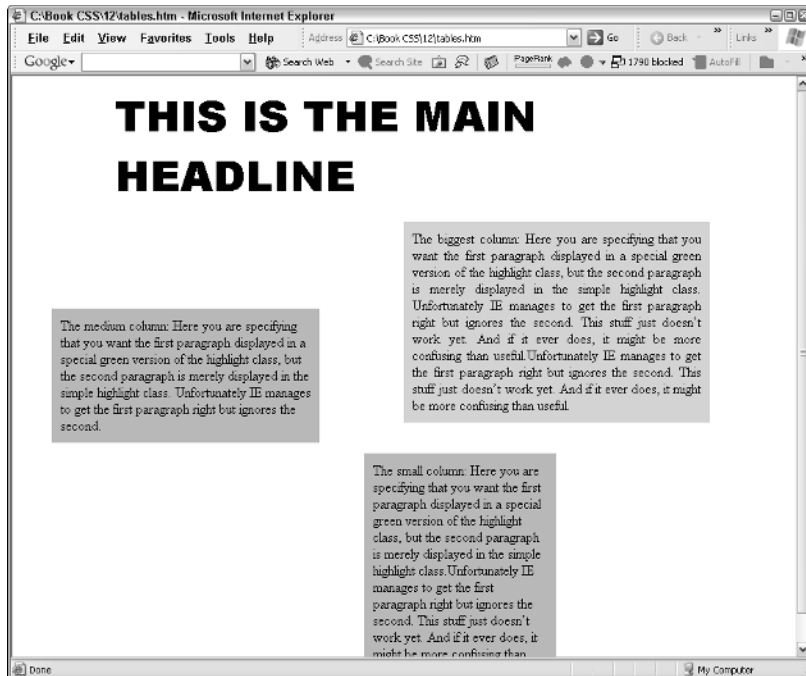 C:\Book CSS\12\tables.htm - Microsoft Internet Explorer
File Edit View Favorites Tools Help Address C:\Book CSS\12\tables.htm Go Back » Links »
Google Search Web Search Site PageRank 1790 blocked AutoFill »
THIS IS THE MAIN
HEADLINE
The biggest column: Here you are specifying that you
want the first paragraph displayed in a special green
version of the highlight class, but the second paragraph
is merely displayed in the simple highlight class.
Unfortunately IE manages to get the first paragraph
right but ignores the second. This stuff just doesn't
work yet. And if it ever does, it might be more
confusing than useful.Unfortunately IE manages to get
the first paragraph right but ignores the second. This
stuff just doesn't work yet. And if it ever does, it might
be more confusing than useful.
The medium column: Here you are specifying
that you want the first paragraph displayed in a
special green version of the highlight class, but
the second paragraph is merely displayed in the
simple highlight class. Unfortunately IE manages
to get the first paragraph right but ignores the
second.
The small column: Here you are
specifying that you want the first
paragraph displayed in a special
green version of the highlight
class, but the second paragraph
is merely displayed in the simple
highlight class.Unfortunately IE
manages to get the first
paragraph right but ignores the
second. This stuff just doesn't
work yet. And if it ever does, it
might be more confusing than
Done My Computer